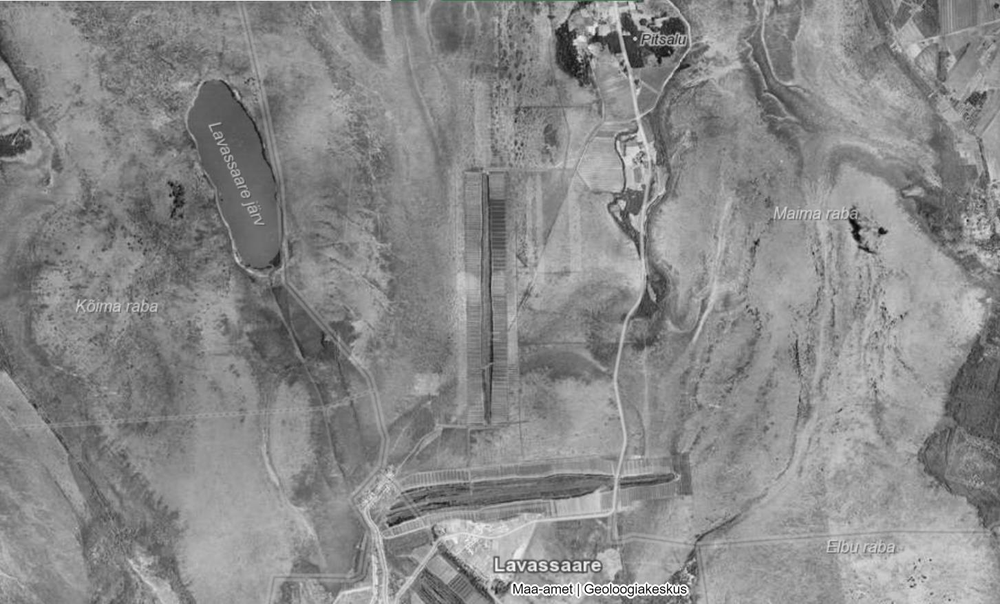 Pitsalu
Lavassaare järv
Maima raba
Kõima raba
Elbu raba
Lavassaare
Maa-amet | Geoloogiakeskus